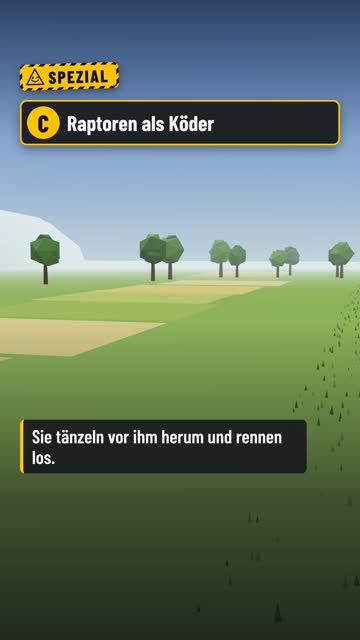 SPEZIAL
C Raptoren als Köder
Sie tänzeln vor ihm herum und rennen
los.